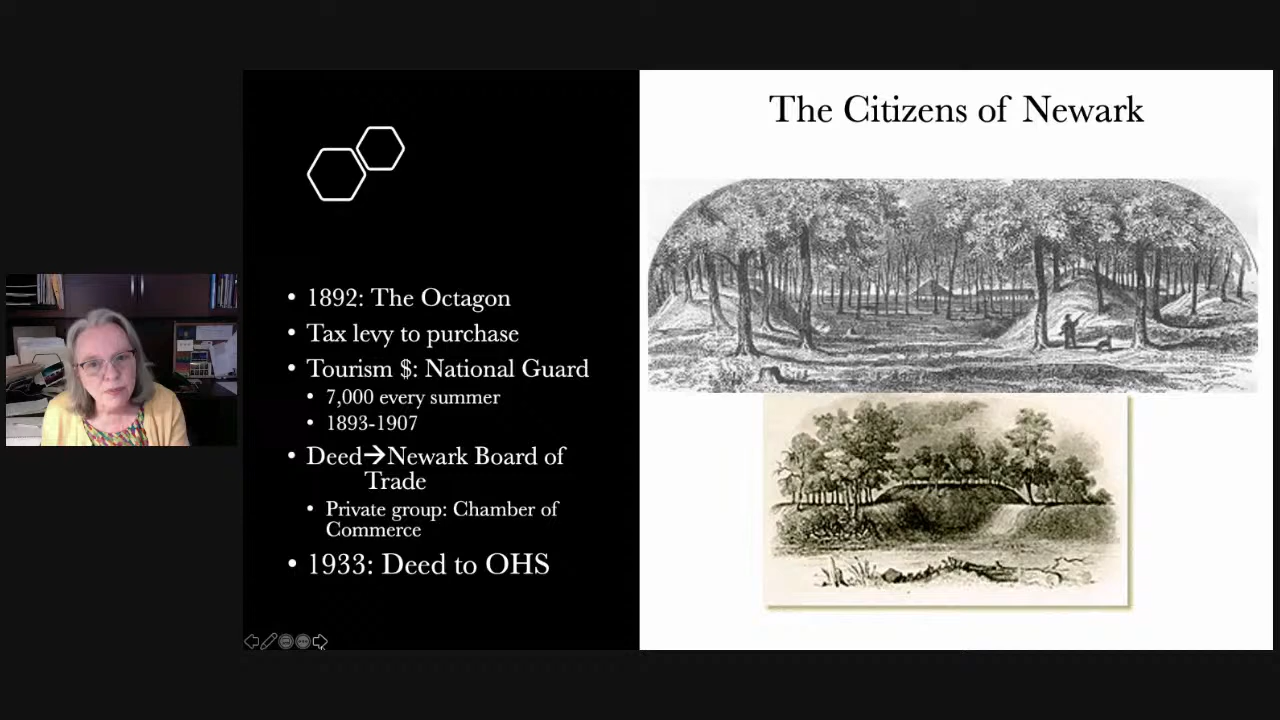 The Citizens of Newark
• 1892: The Octagon
• Tax levy to purchase
• Tourism $: National Guard
• 7,000 every summer
• 1893-1907
• Deed→Newark Board of
Trade
• Private group: Chamber of
Commerce
• 1933: Deed to OHS